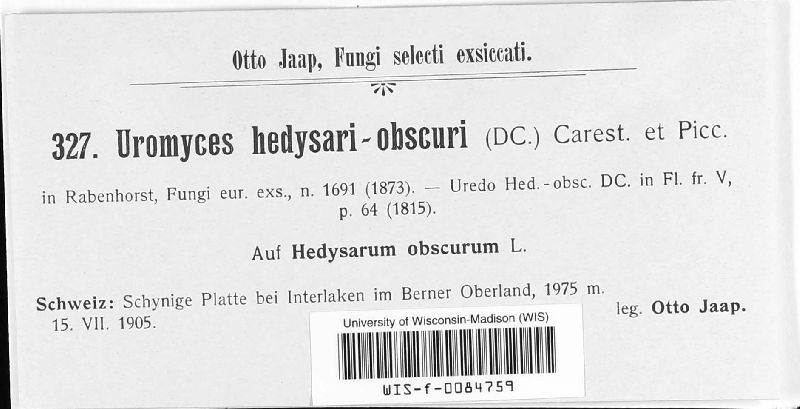 Otto Jaap, Fungi selecti exsiccati.
327. Uromyces hedysari-obscuri (DC.) Carest. et Picc.
in Rabenhorst, Fungi eur. exs., n. 1691 (1873). — Uredo Hed.-obsc. DC. in Fl. fr. V,
p. 64 (1815).
Auf Hedysarum obscurum L.
Schweiz: Schynige Platte bei Interlaken im Berner Oberland, 1975 m.
15. VII. 1905.
leg. Otto Jaap.
University of Wisconsin-Madison (WIS)
WIS-f-0084759